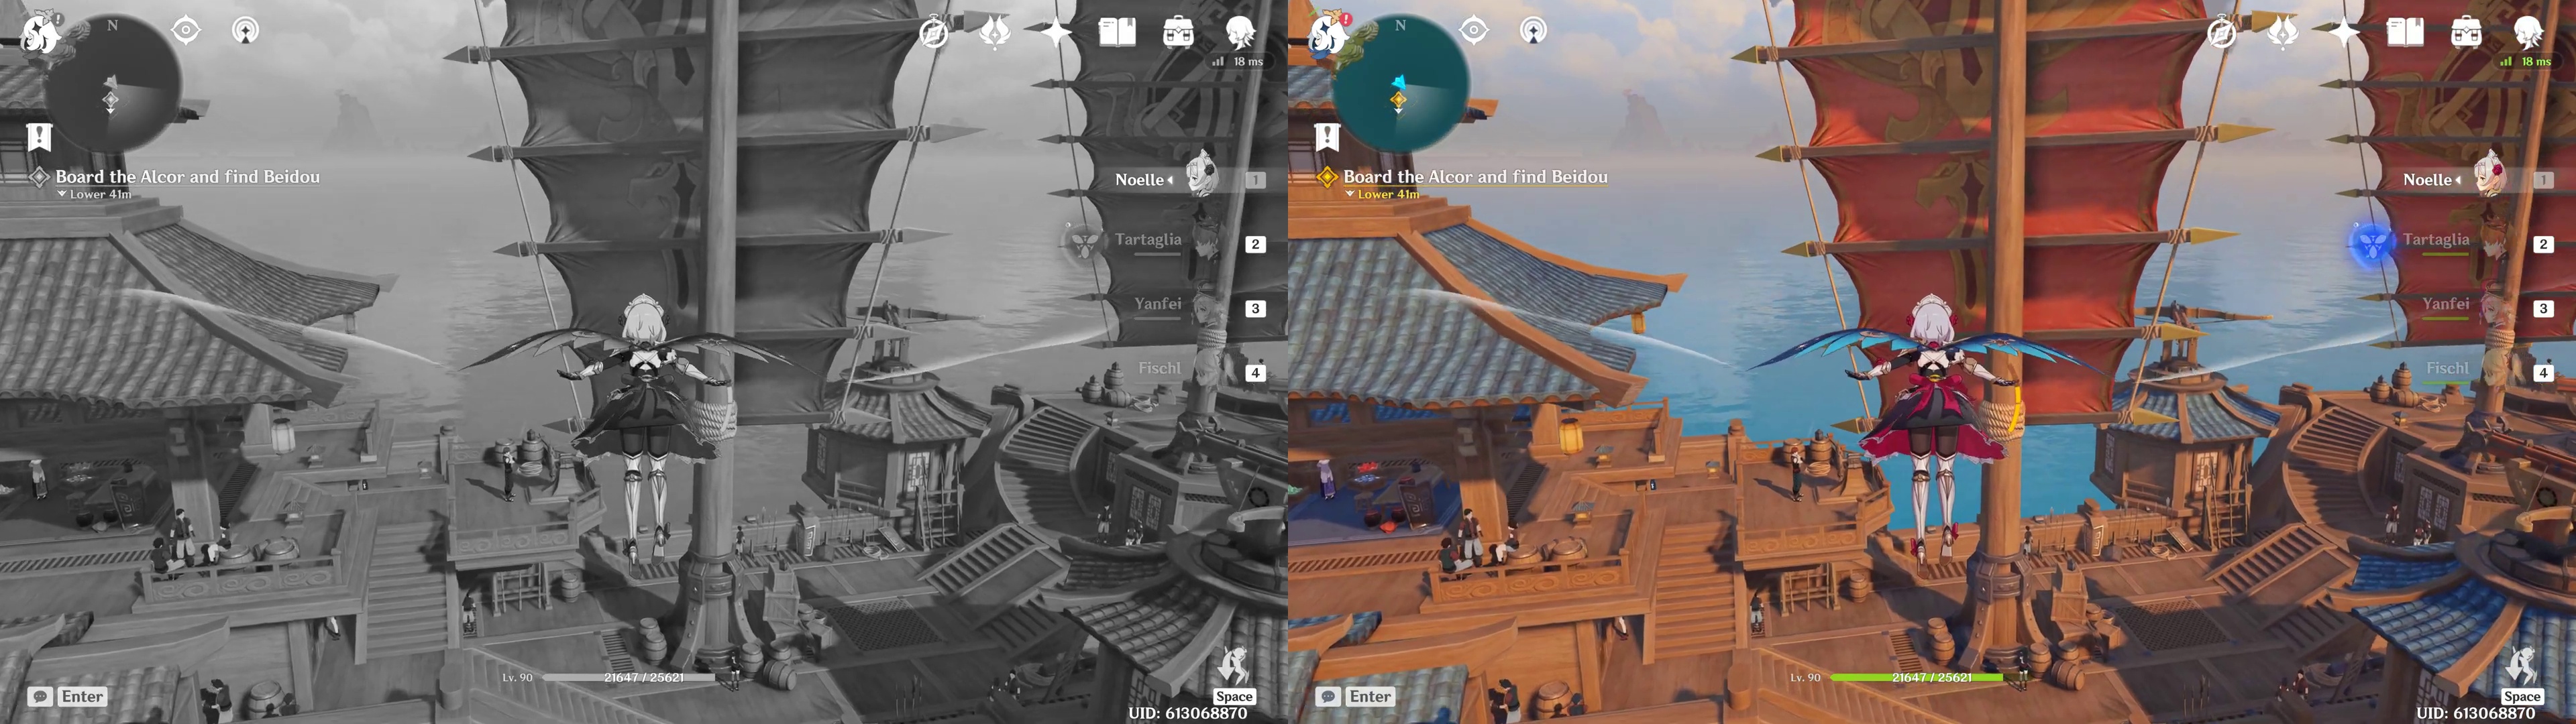 N
18 ms
Board the Alcor and find Beidou
Lower 41m
Noelle 1
Tartaglia 2
Yanfei 3
Fischl 4
Lv. 90 21647 / 25621
Enter
Space
UID: 613068870
N
18 ms
Board the Alcor and find Beidou
Lower 41m
Noelle 1
Tartaglia 2
Yanfei 3
Fischl 4
Lv. 90 21647 / 25621
Enter
Space
UID: 613068870